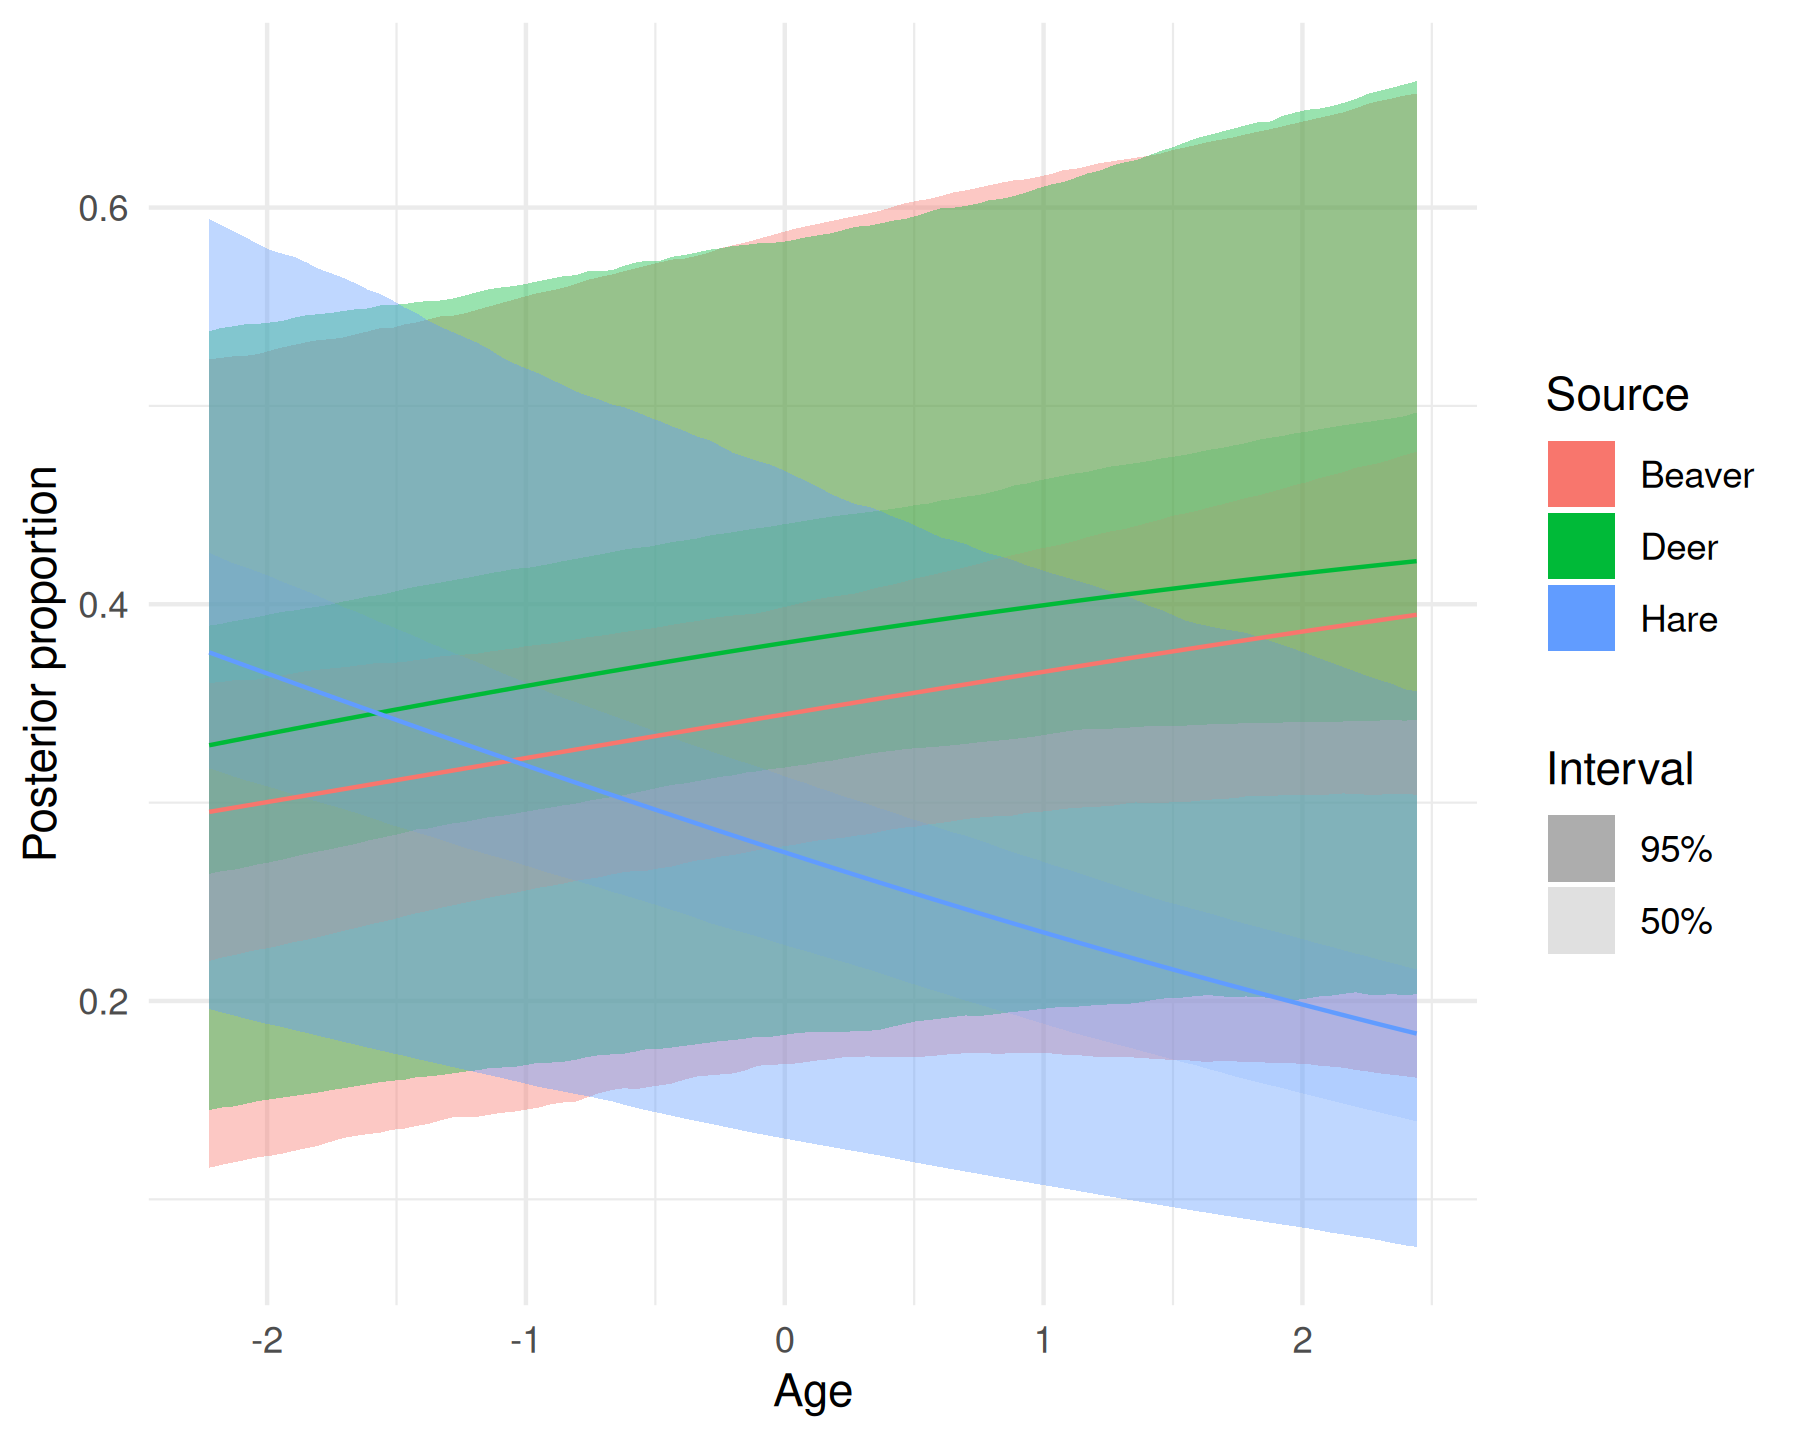 Posterior proportion
0.6
0.4
0.2
-2
-1
0
1
2
Age
Source
Beaver
Deer
Hare
Interval
95%
50%